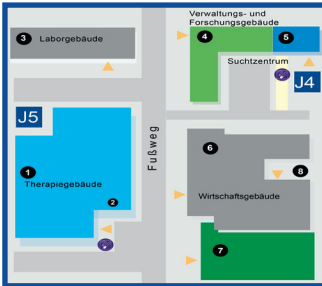 Verwaltungs- und
Forschungsgebäude
3 Laborgebäude
4
5
Suchtzentrum
J4
J5
Fußweg
6
1
Therapiegebäude
8
2
Wirtschaftsgebäude
7